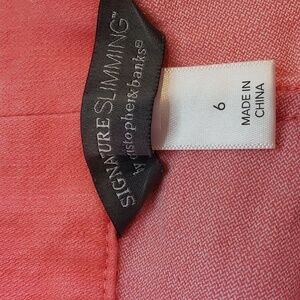 SIGNATURE SLIMMING™
by christopher & banks®
6
MADE IN
CHINA